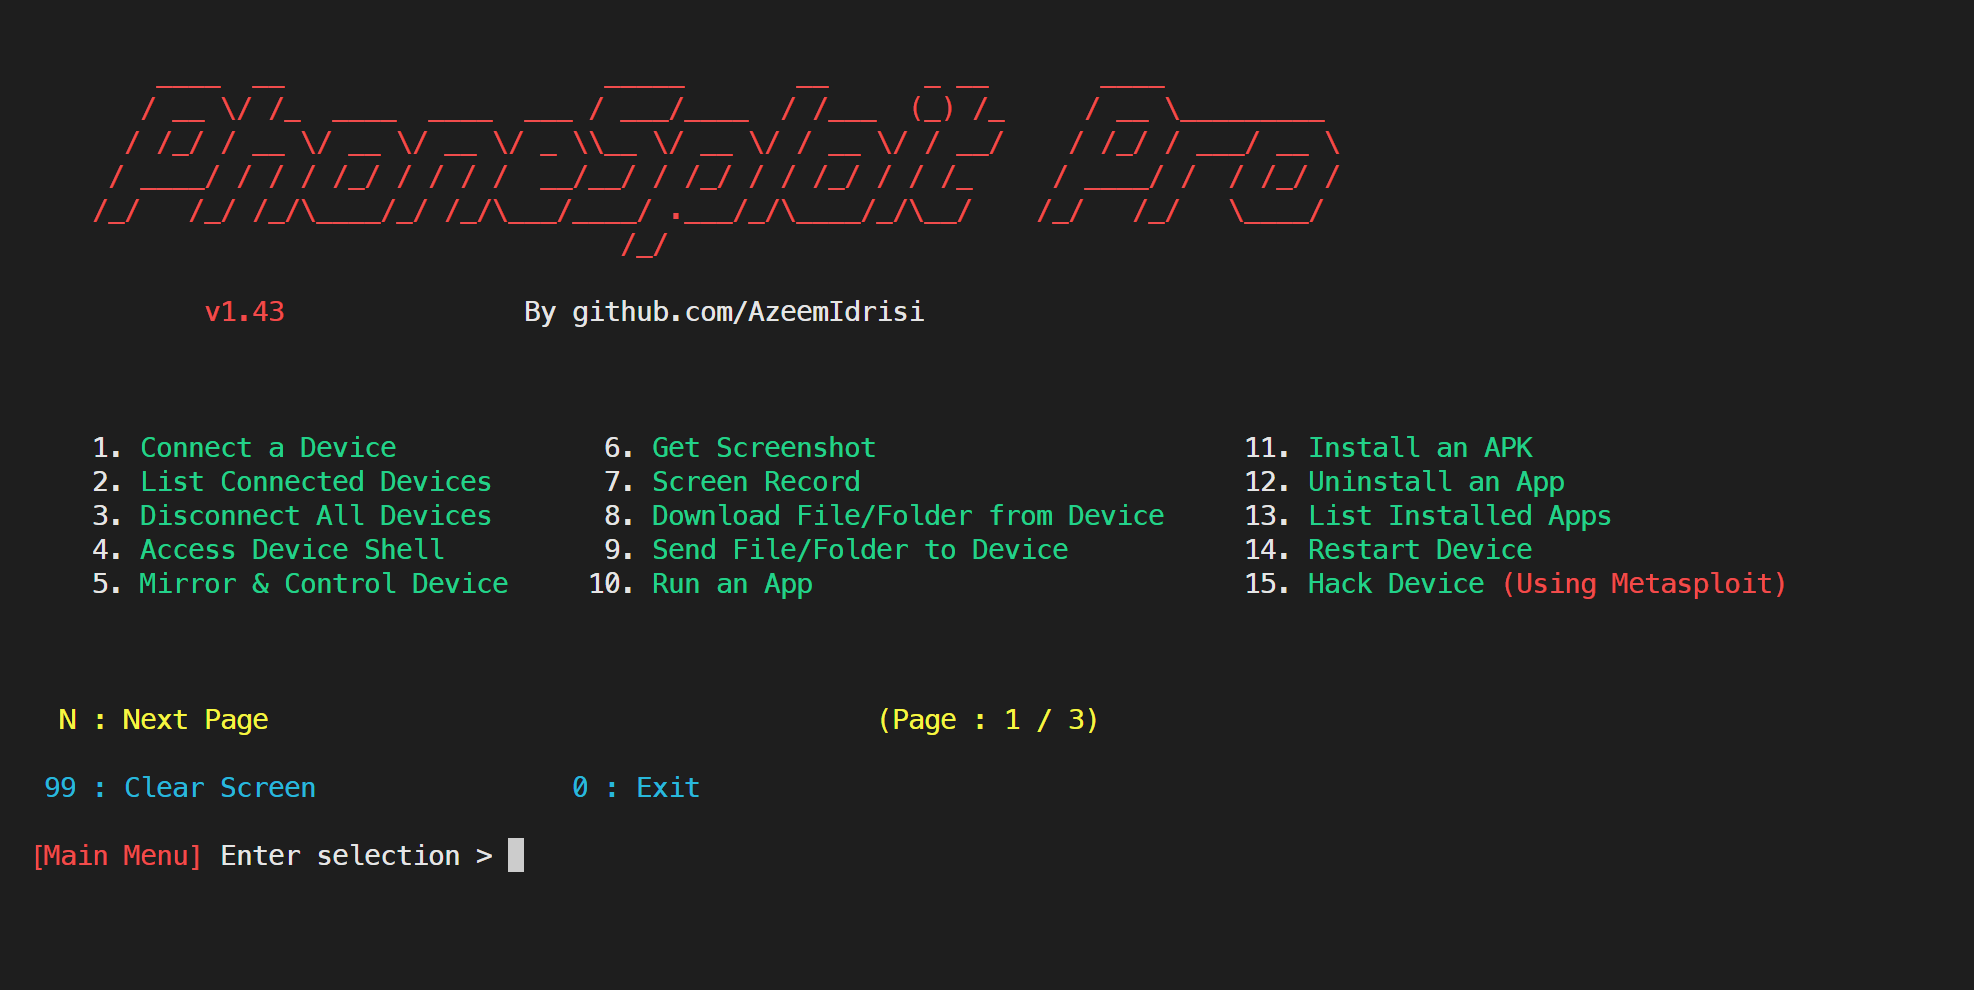 PhoneSploit Pro
v1.43 By github.com/AzeemIdrisi
1. Connect a Device 6. Get Screenshot 11. Install an APK
2. List Connected Devices 7. Screen Record 12. Uninstall an App
3. Disconnect All Devices 8. Download File/Folder from Device 13. List Installed Apps
4. Access Device Shell 9. Send File/Folder to Device 14. Restart Device
5. Mirror & Control Device 10. Run an App 15. Hack Device (Using Metasploit)
N : Next Page (Page : 1 / 3)
99 : Clear Screen 0 : Exit
[Main Menu] Enter selection >